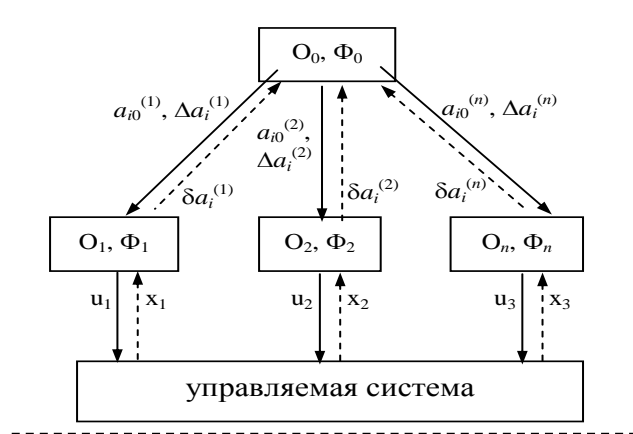 O₀, Φ₀
aᵢ₀⁽¹⁾, Δaᵢ⁽¹⁾
aᵢ₀⁽²⁾,
Δaᵢ⁽²⁾
aᵢ₀⁽ⁿ⁾, Δaᵢ⁽ⁿ⁾
δaᵢ⁽¹⁾
δaᵢ⁽²⁾
δaᵢ⁽ⁿ⁾
O₁, Φ₁
O₂, Φ₂
Oₙ, Φₙ
u₁
x₁
u₂
x₂
u₃
x₃
управляемая система